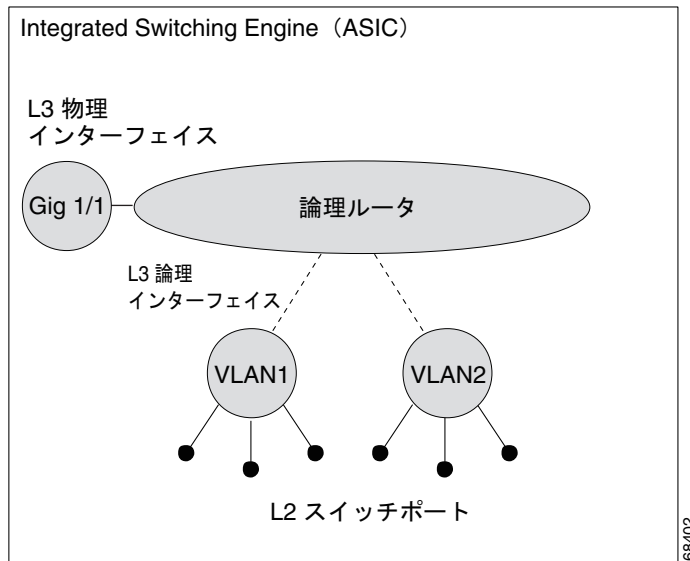 Integrated Switching Engine（ASIC）
L3 物理
インターフェイス
Gig 1/1
論理ルータ
L3 論理
インターフェイス
VLAN1
VLAN2
L2 スイッチポート
68402